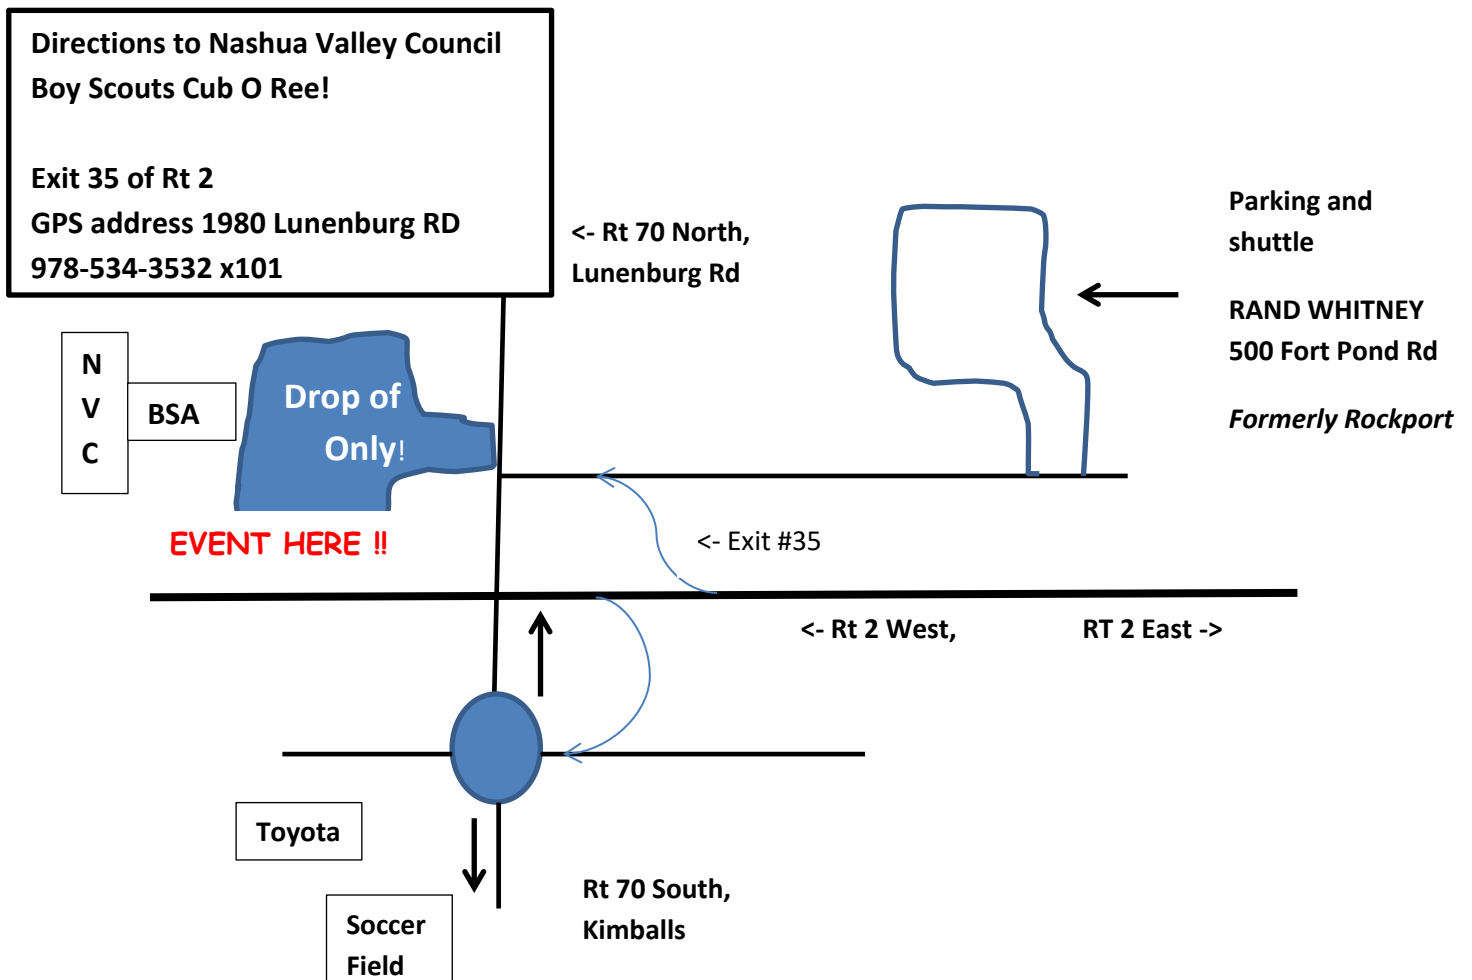 Directions to Nashua Valley Council
Boy Scouts Cub O Ree!
Exit 35 of Rt 2
GPS address 1980 Lunenburg RD
978-534-3532 x101
<- Rt 70 North,
Lunenburg Rd
Parking and
shuttle
RAND WHITNEY
500 Fort Pond Rd
Formerly Rockport
N
V
C
BSA
Drop of
Only!
EVENT HERE !!
<- Exit #35
<- Rt 2 West,
RT 2 East ->
Toyota
Soccer
Field
Rt 70 South,
Kimballs